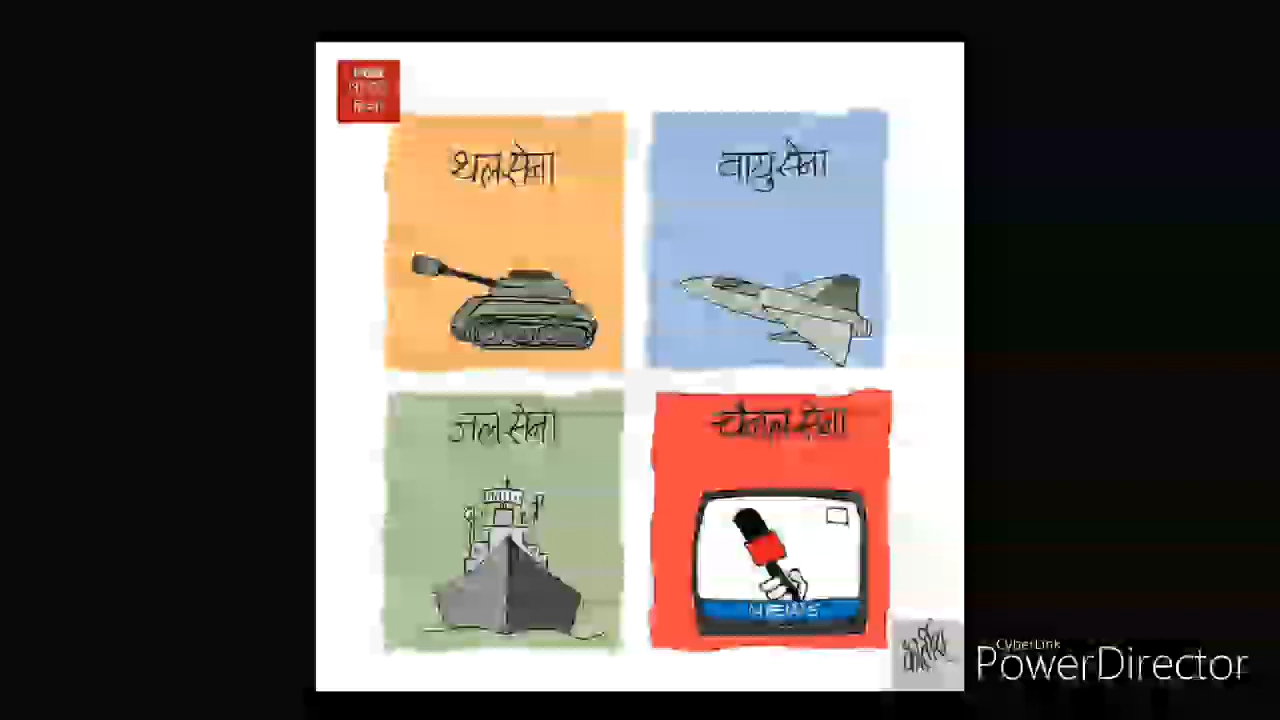 थल सेना
वायु सेना
जल सेना
चैनल सेना
NEWS
CyberLink
PowerDirector